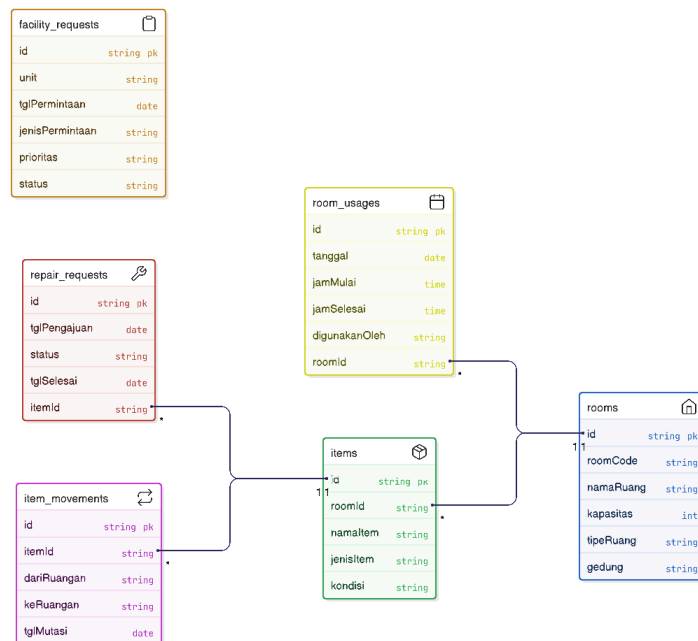 facility_requests
id string pk
unit string
tglPermintaan date
jenisPermintaan string
prioritas string
status string
room_usages
id string pk
tanggal date
jamMulai time
jamSelesai time
digunakanOleh string
roomId string
*
repair_requests
id string pk
tglPengajuan date
status string
tglSelesai date
itemId string
*
rooms
id string pk
1 1
roomCode string
namaRuang string
kapasitas int
tipeRuang string
gedung string
items
id string pk
1 1
roomId string
*
namaItem string
jenisItem string
kondisi string
item_movements
id string pk
itemId string
*
dariRuangan string
keRuangan string
tglMutasi date